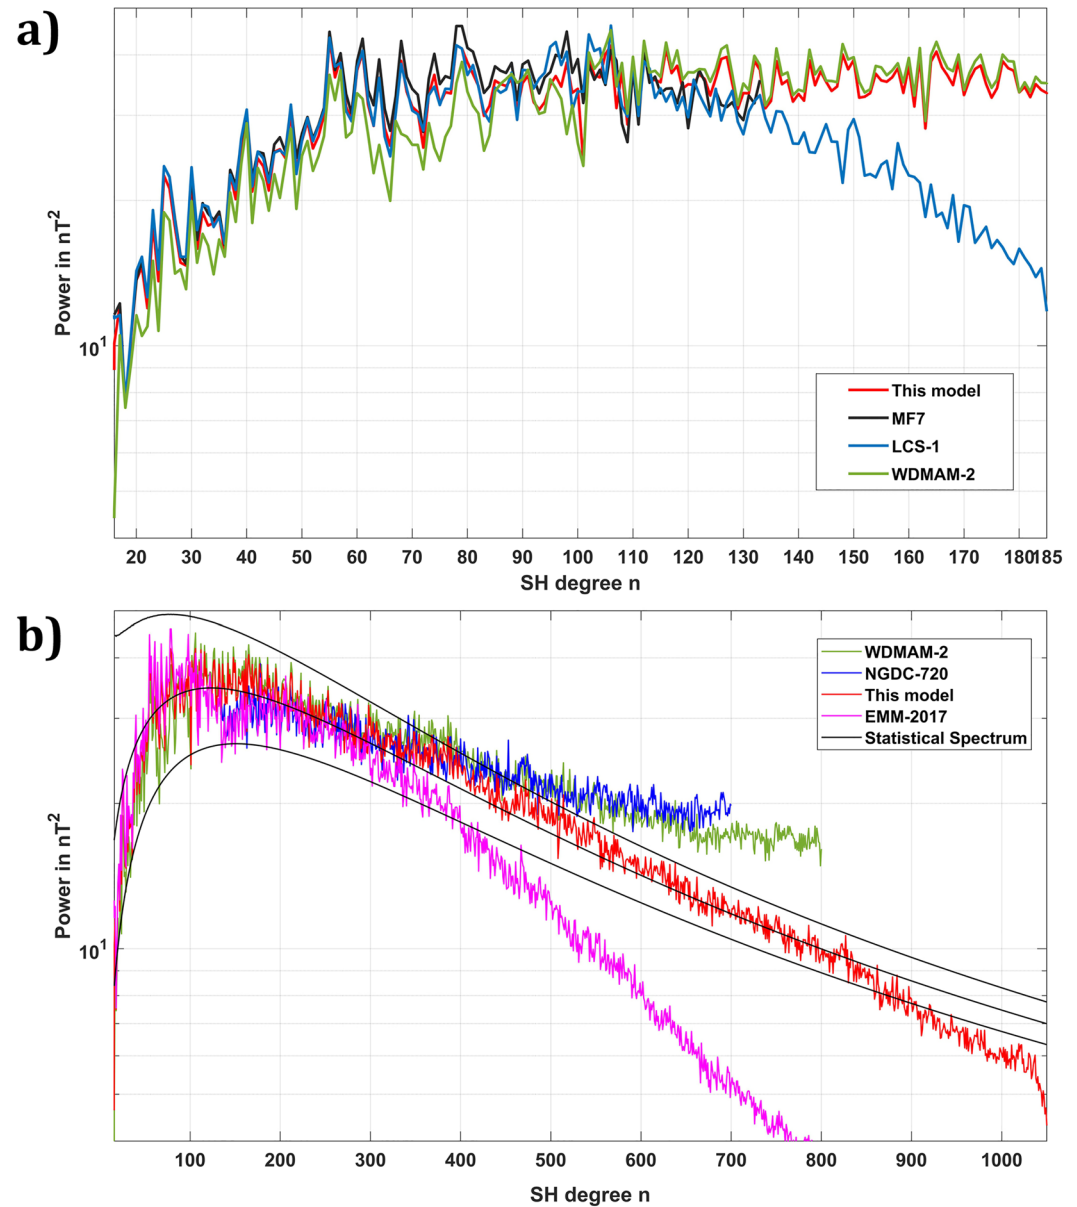 a)
Power in nT2
101
This model
MF7
LCS-1
WDMAM-2
20 30 40 50 60 70 80 90 100 110 120 130 140 150 160 170 180185
SH degree n
b)
Power in nT2
101
WDMAM-2
NGDC-720
This model
EMM-2017
Statistical Spectrum
100 200 300 400 500 600 700 800 900 1000
SH degree n